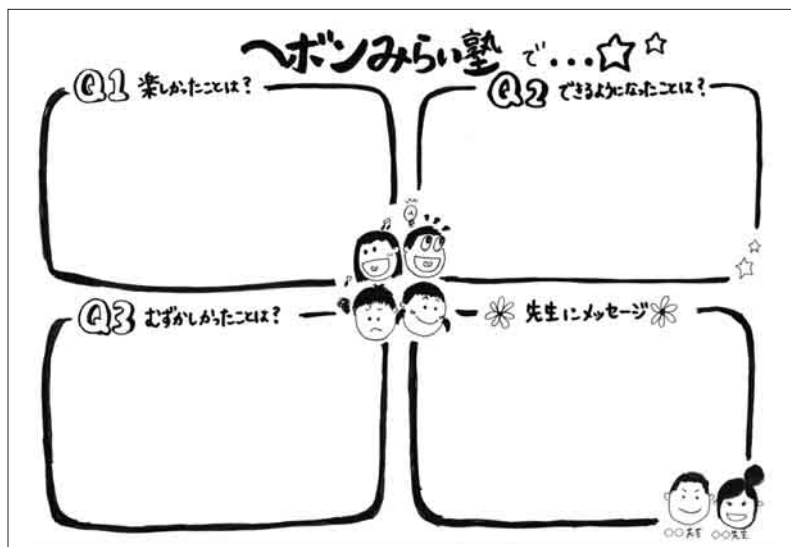 ヘボンみらい塾 で...☆☆
Q1 楽しかったことは?
Q2 できるようになったことは?
Q3 むずかしかったことは?
先生にメッセージ
○○先生 ○○先生